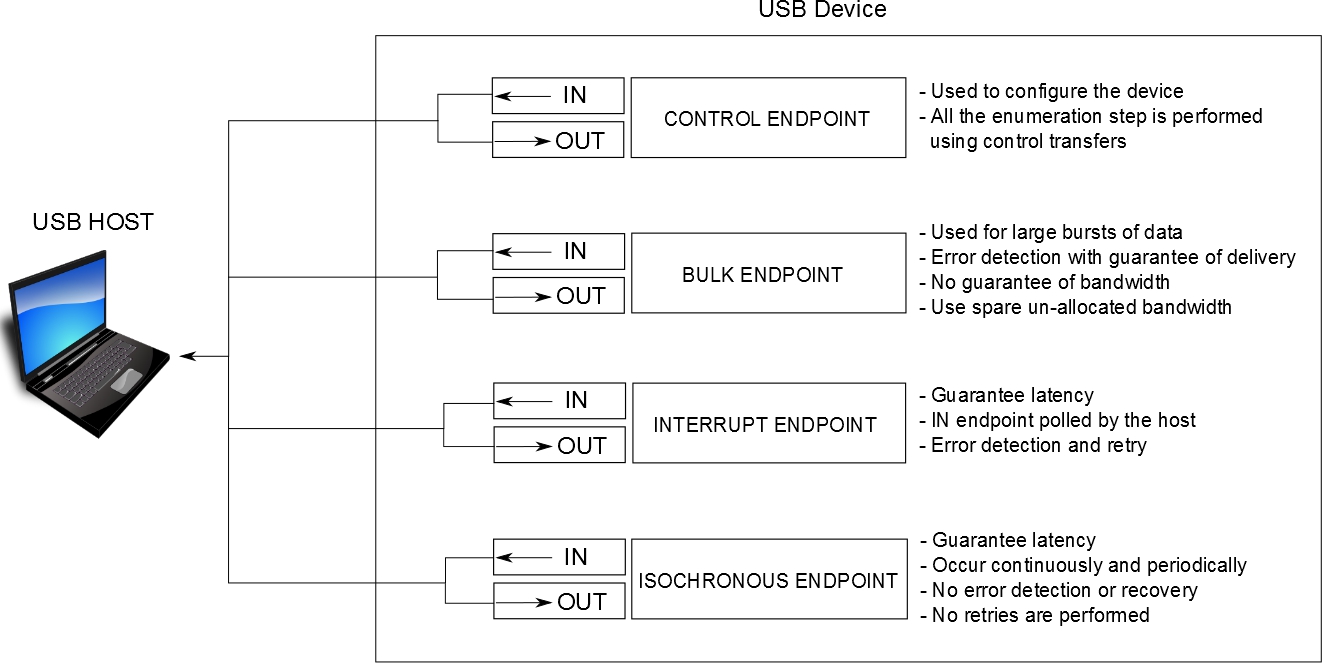 USB Device
IN
OUT
CONTROL ENDPOINT
- Used to configure the device
- All the enumeration step is performed
using control transfers
USB HOST
IN
OUT
BULK ENDPOINT
- Used for large bursts of data
- Error detection with guarantee of delivery
- No guarantee of bandwidth
- Use spare un-allocated bandwidth
IN
OUT
INTERRUPT ENDPOINT
- Guarantee latency
- IN endpoint polled by the host
- Error detection and retry
IN
OUT
ISOCHRONOUS ENDPOINT
- Guarantee latency
- Occur continuously and periodically
- No error detection or recovery
- No retries are performed